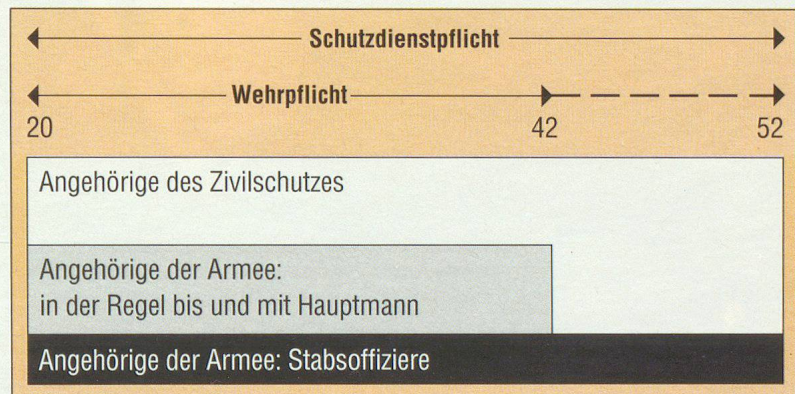 Schutzdienstpflicht
Wehrpflicht
20 42 52
Angehörige des Zivilschutzes
Angehörige der Armee:
in der Regel bis und mit Hauptmann
Angehörige der Armee: Stabsoffiziere